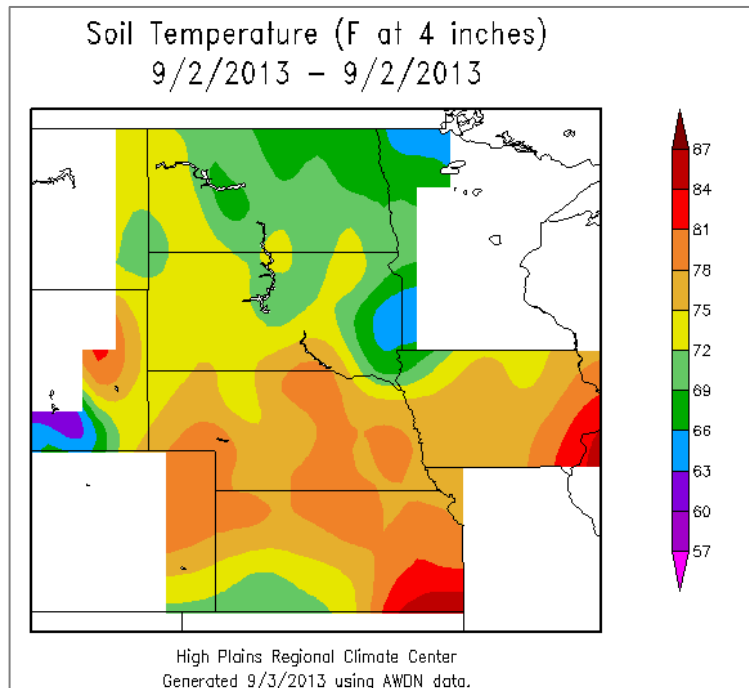 Soil Temperature (F at 4 inches)
9/2/2013 – 9/2/2013
87
84
81
78
75
72
69
66
63
60
57
High Plains Regional Climate Center
Generated 9/3/2013 using AWDN data.